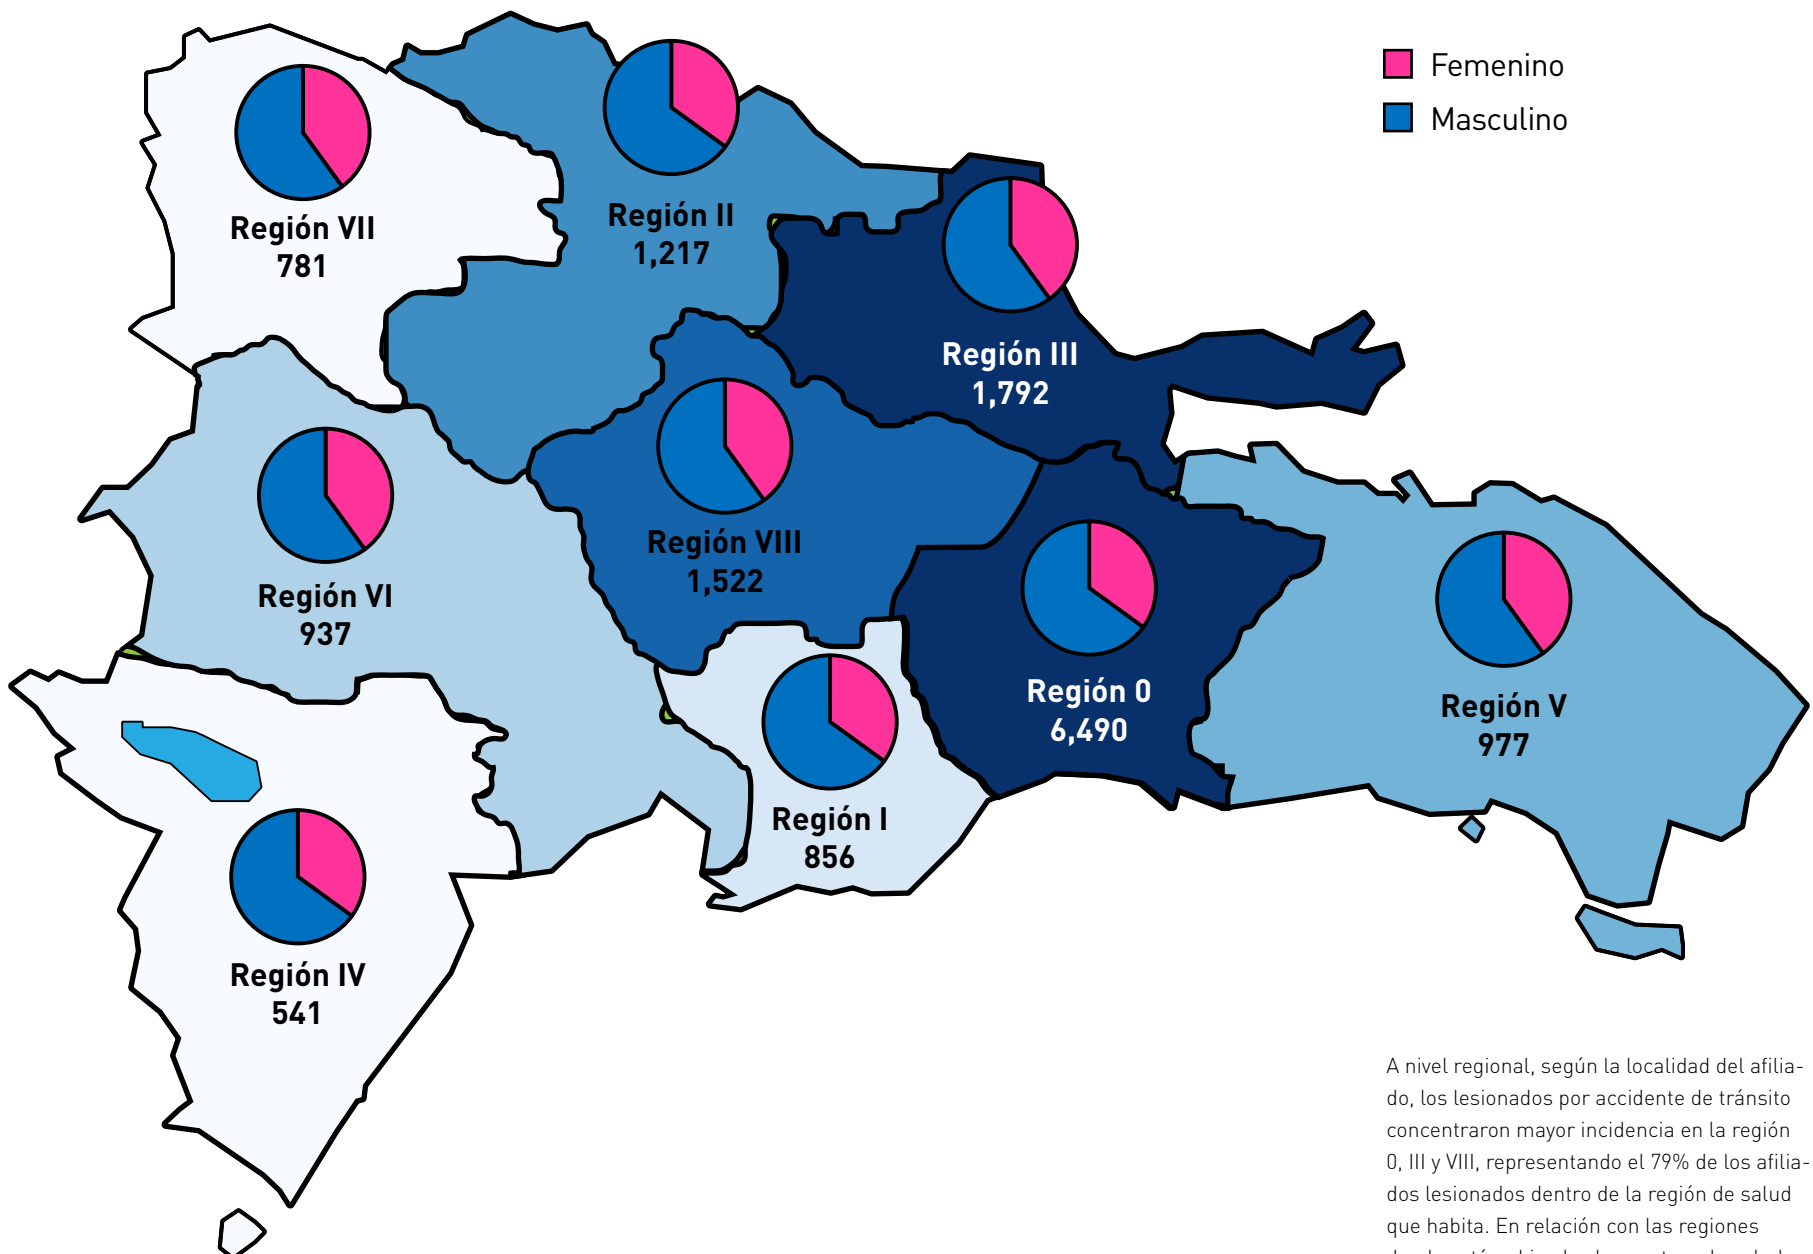 Femenino
Masculino
Región VII
781
Región II
1,217
Región III
1,792
Región VI
937
Región VIII
1,522
Región 0
6,490
Región V
977
Región I
856
Región IV
541
A nivel regional, según la localidad del afilia-
do, los lesionados por accidente de tránsito
concentraron mayor incidencia en la región
0, III y VIII, representando el 79% de los afilia-
dos lesionados dentro de la región de salud
que habita. En relación con las regiones